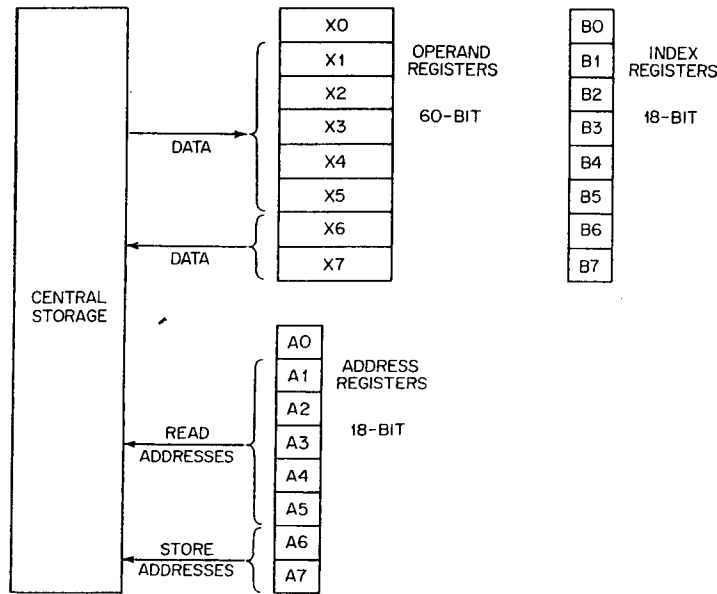 CENTRAL
STORAGE
DATA
DATA
X0
X1
X2
X3
X4
X5
X6
X7
OPERAND
REGISTERS
60-BIT
B0
B1
B2
B3
B4
B5
B6
B7
INDEX
REGISTERS
18-BIT
READ
ADDRESSES
STORE
ADDRESSES
A0
A1
A2
A3
A4
A5
A6
A7
ADDRESS
REGISTERS
18-BIT